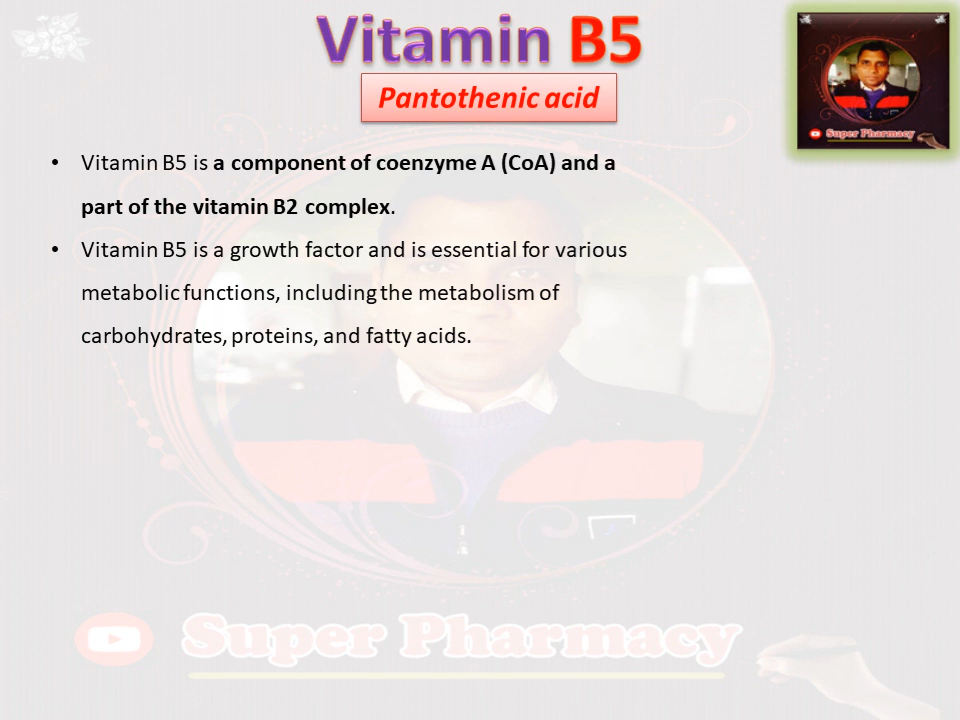 Vitamin B5
Pantothenic acid
Super Pharmacy
• Vitamin B5 is a component of coenzyme A (CoA) and a
part of the vitamin B2 complex.
• Vitamin B5 is a growth factor and is essential for various
metabolic functions, including the metabolism of
carbohydrates, proteins, and fatty acids.
Super Pharmacy